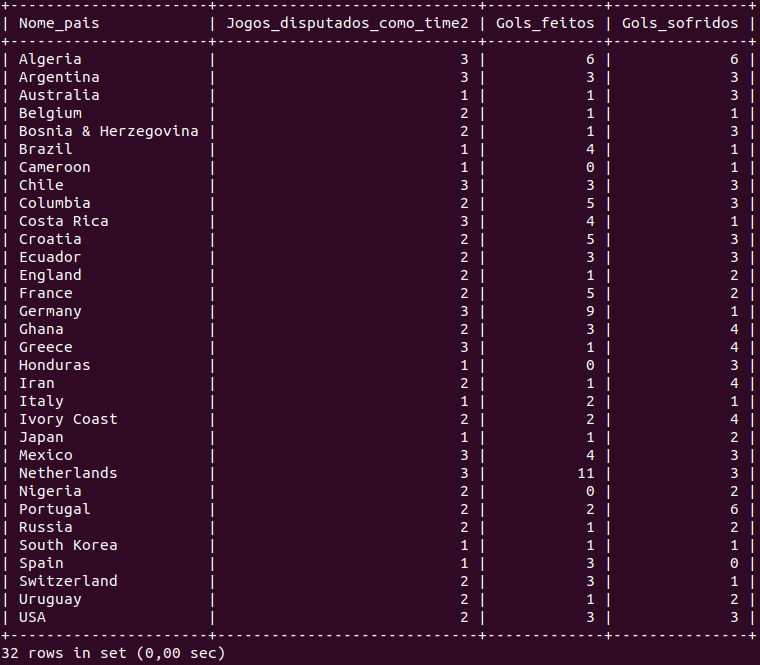 +----------------------+-----------------------------+-------------+---------------+
| Nome_pais            | Jogos_disputados_como_time2 | Gols_feitos | Gols_sofridos |
+----------------------+-----------------------------+-------------+---------------+
| Algeria              |                           3 |           6 |             6 |
| Argentina            |                           3 |           3 |             3 |
| Australia            |                           1 |           1 |             3 |
| Belgium              |                           2 |           1 |             1 |
| Bosnia & Herzegovina |                           2 |           1 |             3 |
| Brazil               |                           1 |           4 |             1 |
| Cameroon             |                           1 |           0 |             1 |
| Chile                |                           3 |           3 |             3 |
| Columbia             |                           2 |           5 |             3 |
| Costa Rica           |                           3 |           4 |             1 |
| Croatia              |                           2 |           5 |             3 |
| Ecuador              |                           2 |           3 |             3 |
| England              |                           2 |           1 |             2 |
| France               |                           2 |           5 |             2 |
| Germany              |                           3 |           9 |             1 |
| Ghana                |                           2 |           3 |             4 |
| Greece               |                           3 |           1 |             4 |
| Honduras             |                           1 |           0 |             3 |
| Iran                 |                           2 |           1 |             4 |
| Italy                |                           1 |           2 |             1 |
| Ivory Coast          |                           2 |           2 |             4 |
| Japan                |                           1 |           1 |             2 |
| Mexico               |                           3 |           4 |             3 |
| Netherlands          |                           3 |          11 |             3 |
| Nigeria              |                           2 |           0 |             2 |
| Portugal             |                           2 |           2 |             6 |
| Russia               |                           2 |           1 |             2 |
| South Korea          |                           1 |           1 |             1 |
| Spain                |                           1 |           3 |             0 |
| Switzerland          |                           2 |           3 |             1 |
| Uruguay              |                           2 |           1 |             2 |
| USA                  |                           2 |           3 |             3 |
+----------------------+-----------------------------+-------------+---------------+
32 rows in set (0,00 sec)